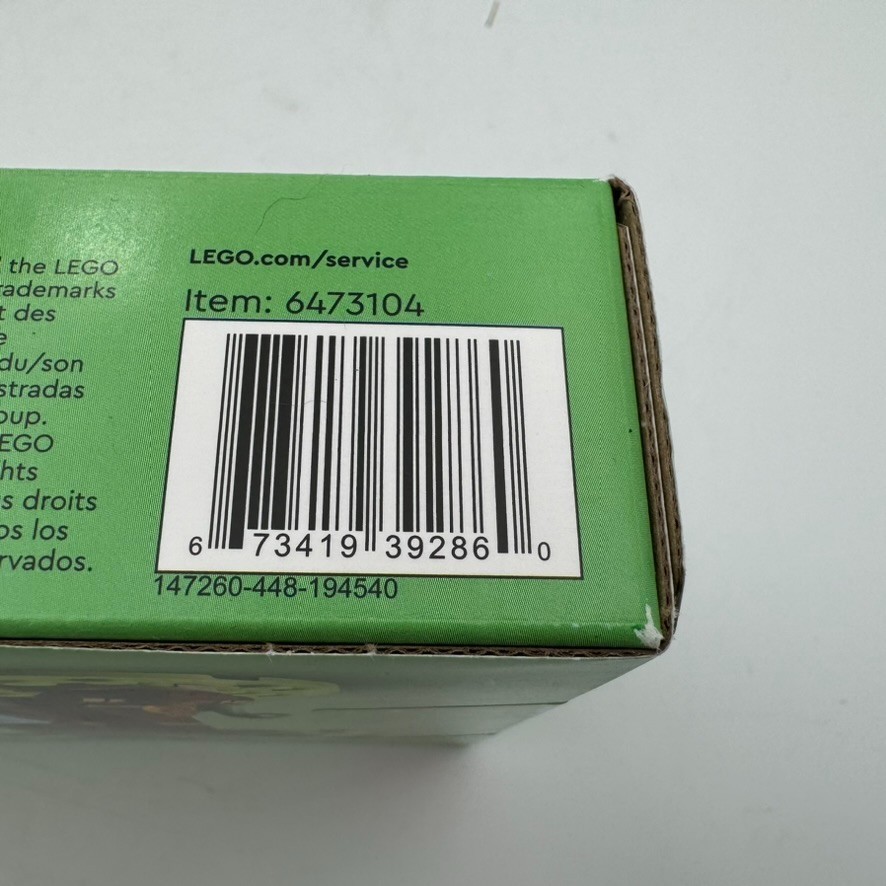 the LEGO
rademarks
t des
e
du/son
stradas
oup.
EGO
hts
s droits
os los
rvados.
LEGO.com/service
Item: 6473104
6 73419 39286 0
147260-448-194540